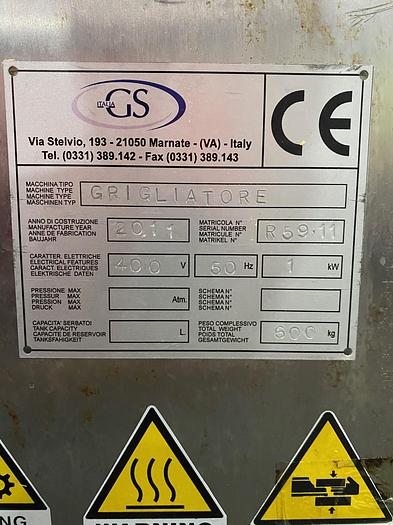 ITALIA GS
CE
Via Stelvio, 193 - 21050 Marnate - (VA) - Italy
Tel. (0331) 389.142 - Fax (0331) 389.143
MACCHINA TIPO
MACHINE TYPE
MACHINE TYPE
MASCHINEN TYP
GRIGLIATORE
ANNO DI COSTRUZIONE
MANUFACTURE YEAR
ANNE DE FABRICATION
BAUJAHR
2011
MATRICOLA N°
SERIAL NUMBER
MATRICULE N°
MATRIKEL N°
R59-11
CARATTER. ELETTRICHE
ELECTRICAL FEATURES
CARACT. ELECTRIQUES
ELEKTRISCHE DATEN
400 V
50 Hz
1 kW
PRESSIONE MAX
PRESSUR MAX
PRESSION MAX
DRUCK MAX
Atm.
SCHEMA N°
SCHEMA N°
SCHEMA N°
SCHEMA N°
CAPACITA' SERBATOI
TANK CAPACITY
CAPACITE DE RESERVOIR
TANKSFAHIGKEIT
L.
PESO COMPLESSIVO
TOTAL WEIGHT
POIDS TOTAL
GESAMTGEWICHT
600 kg
WARNING